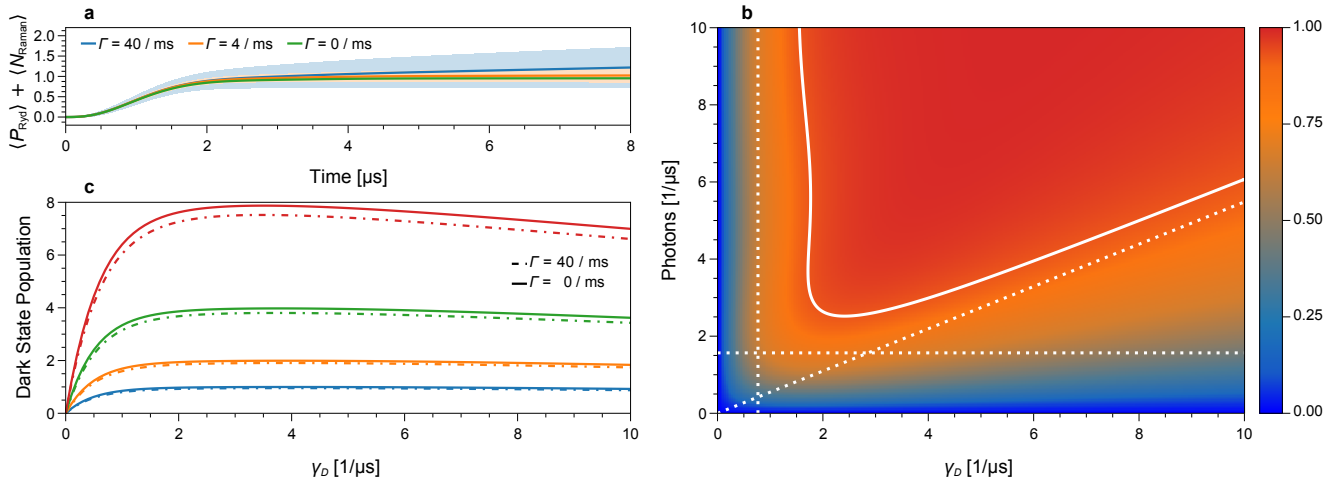 a
⟨P_Ryd⟩ + ⟨N_Raman⟩
2.0
1.5
1.0
0.5
0.0
Γ = 40 / ms
Γ = 4 / ms
Γ = 0 / ms
0 2 4 6 8
Time [μs]
c
Dark State Population
8
6
4
2
0
Γ = 40 / ms
Γ = 0 / ms
0 2 4 6 8 10
γ_D [1/μs]
b
Photons [1/μs]
10
8
6
4
2
0
0 2 4 6 8 10
γ_D [1/μs]
1.00
0.75
0.50
0.25
0.00